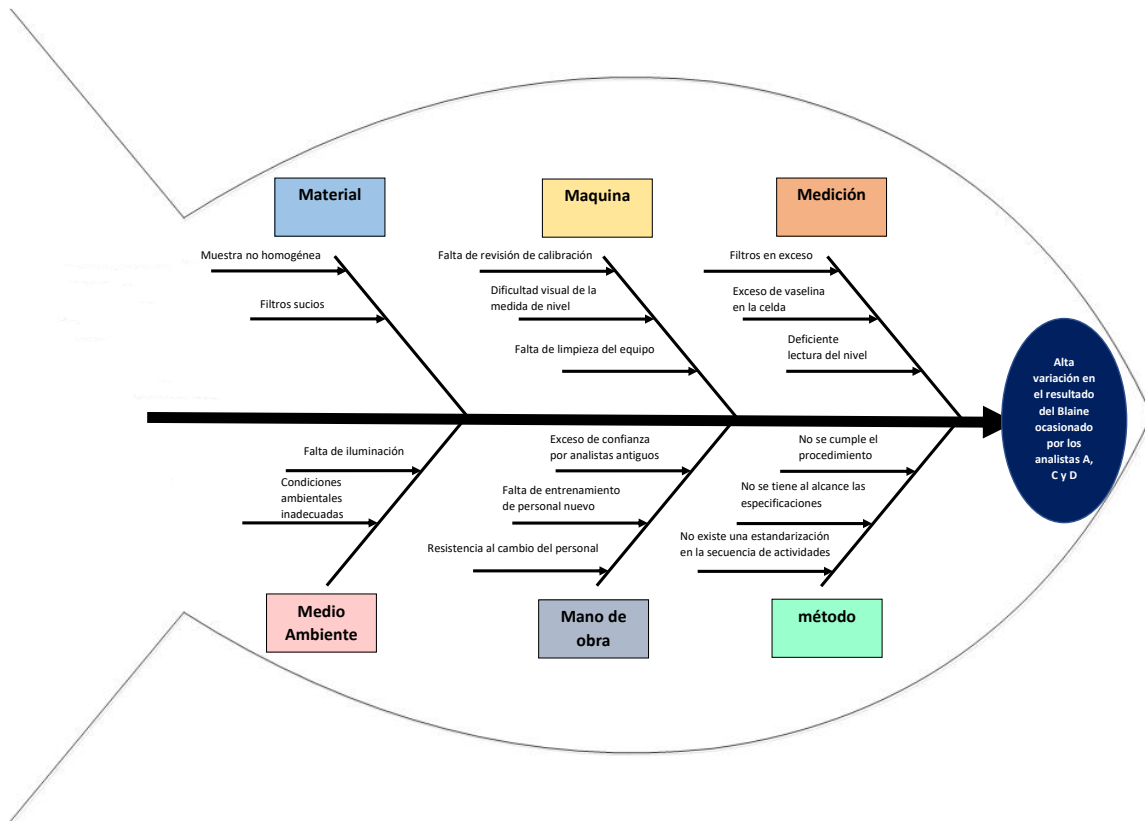 Material
Maquina
Medición
Muestra no homogénea
Filtros sucios
Falta de revisión de calibración
Dificultad visual de la
medida de nivel
Falta de limpieza del equipo
Filtros en exceso
Exceso de vaselina
en la celda
Deficiente
lectura del nivel
Alta
variación en
el resultado
del Blaine
ocasionado
por los
analistas A,
C y D
Falta de iluminación
Condiciones
ambientales
inadecuadas
Exceso de confianza
por analistas antiguos
Falta de entrenamiento
de personal nuevo
Resistencia al cambio del personal
No se cumple el
procedimiento
No se tiene al alcance las
especificaciones
No existe una estandarización
en la secuencia de actividades
Medio
Ambiente
Mano de
obra
método